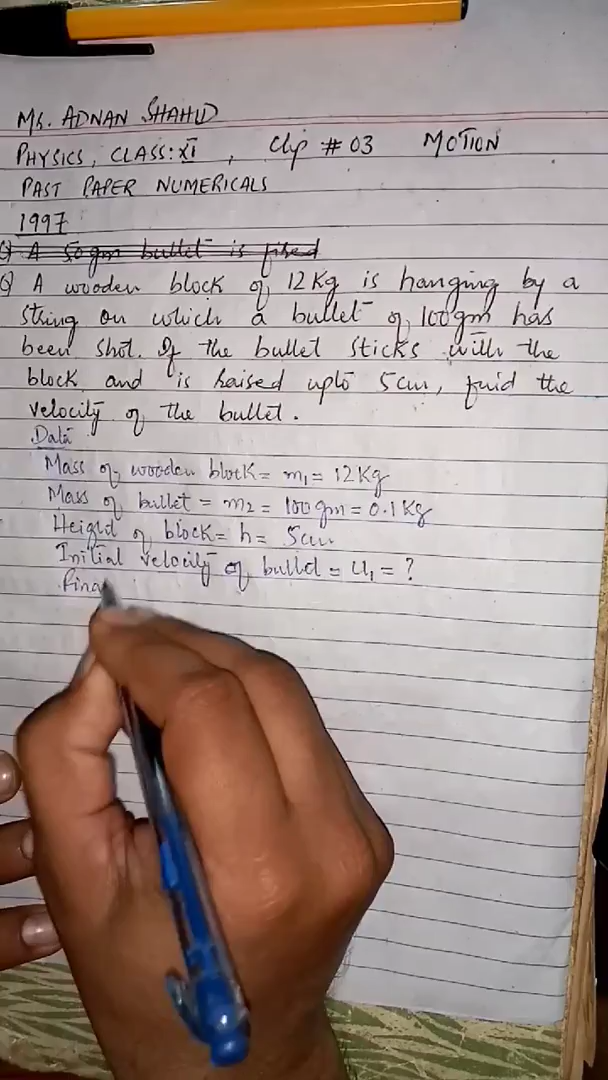 MR. ADNAN SHAHID
PHYSICS, CLASS: XI , Clip # 03 MOTION
PAST PAPER NUMERICALS
1997
Q A 50gm bullet is fired
Q A wooden block of 12 Kg is hanging by a
string on which a bullet of 100gm has
been shot. If the bullet sticks with the
block and is raised upto 5cm, find the
velocity of the bullet.
Data
Mass of wooden block = m₁ = 12 Kg
Mass of bullet = m₂ = 100 gm = 0.1 Kg
Height of block = h = 5cm
Initial velocity of bullet = U₁ = ?
Fina